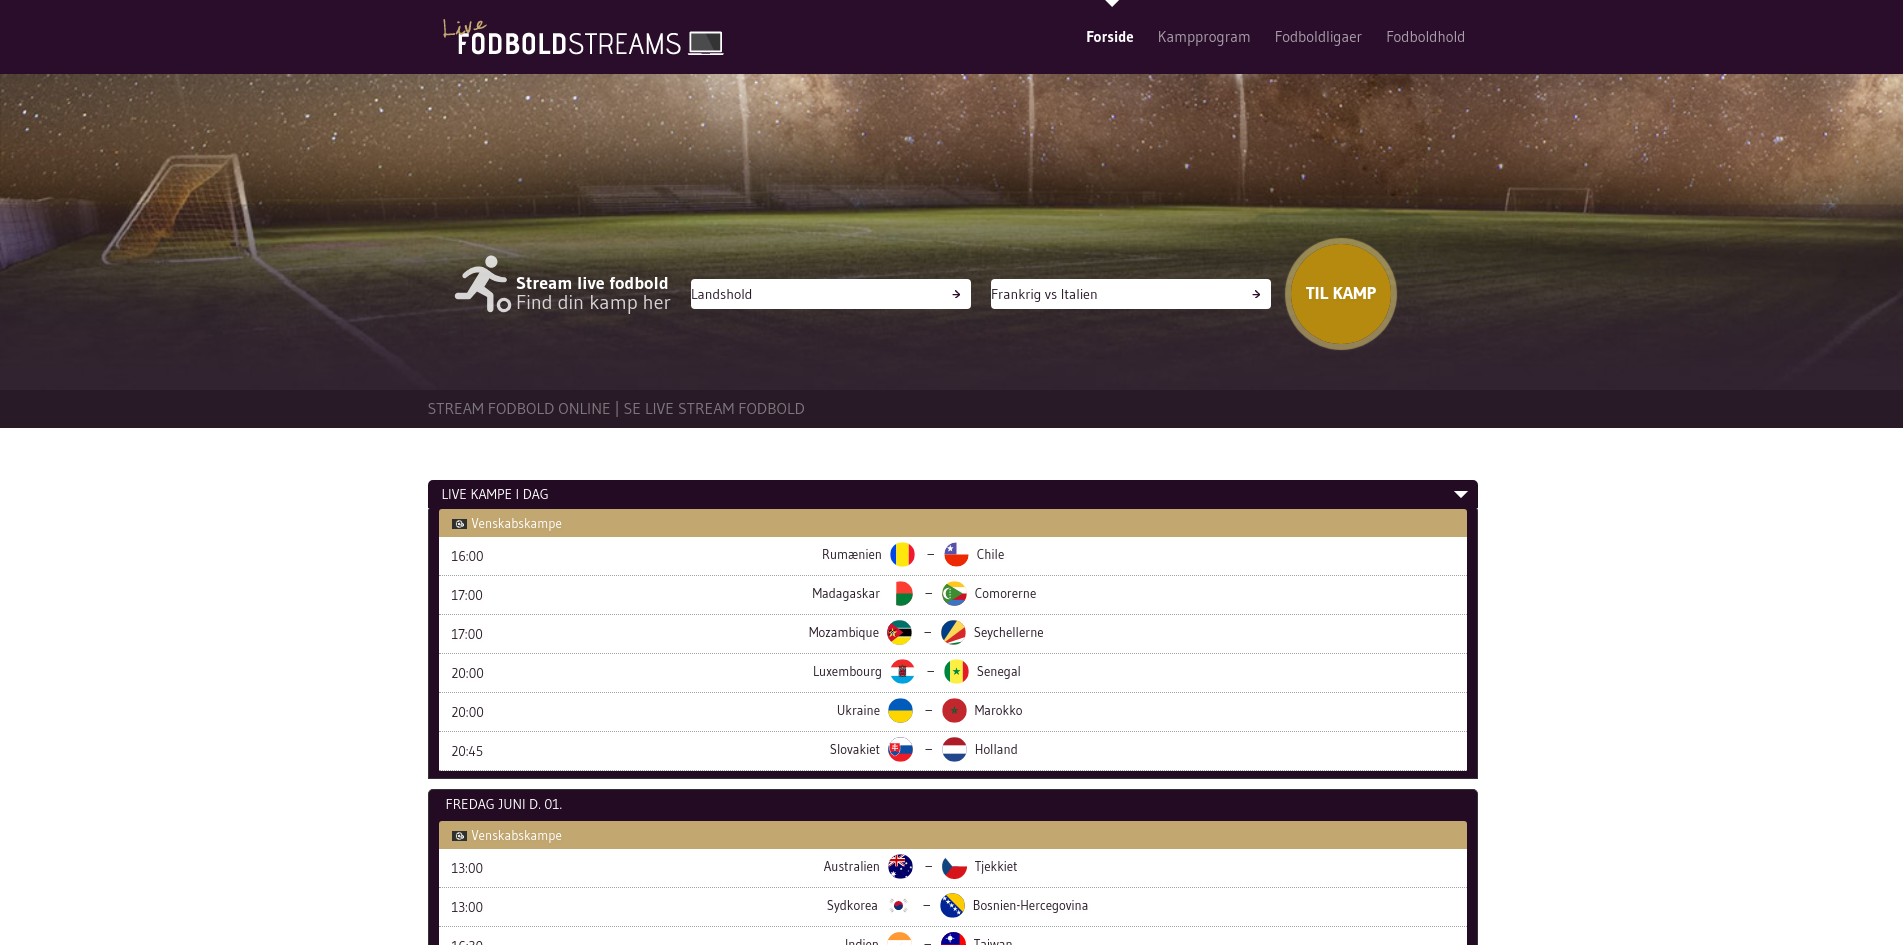 Live
FODBOLDSTREAMS
Forside Kampprogram Fodboldligaer Fodboldhold
Stream live fodbold
Find din kamp her
Landshold
Frankrig vs Italien
TIL KAMP
STREAM FODBOLD ONLINE | SE LIVE STREAM FODBOLD
LIVE KAMPE I DAG
Venskabskampe
16:00 Rumænien – Chile
17:00 Madagaskar – Comorerne
17:00 Mozambique – Seychellerne
20:00 Luxembourg – Senegal
20:00 Ukraine – Marokko
20:45 Slovakiet – Holland
FREDAG JUNI D. 01.
Venskabskampe
13:00 Australien – Tjekkiet
13:00 Sydkorea – Bosnien-Hercegovina
16:30 Indien – Taiwan